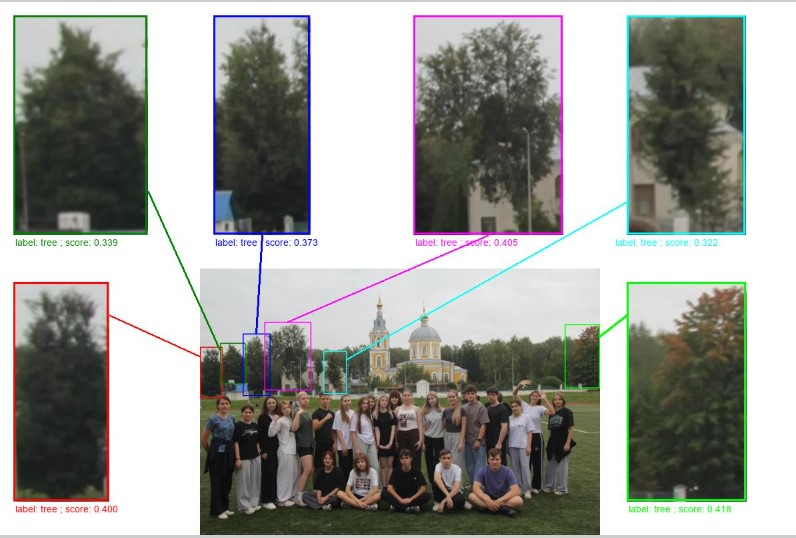 label: tree ; score: 0.339
label: tree ; score: 0.373
label: tree ; score: 0.405
label: tree ; score: 0.322
label: tree ; score: 0.400
label: tree ; score: 0.418